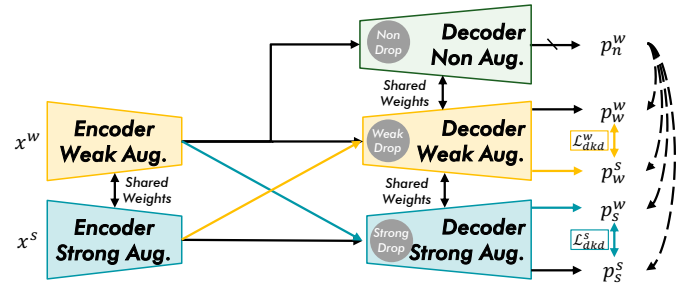 Non
Drop
Decoder
Non Aug.
p_n^w
Shared
Weights
x^w
Encoder
Weak Aug.
Weak
Drop
Decoder
Weak Aug.
p_w^w
ℒ_dkd^w
p_w^s
Shared
Weights
Shared
Weights
x^s
Encoder
Strong Aug.
Strong
Drop
Decoder
Strong Aug.
p_s^w
ℒ_dkd^s
p_s^s